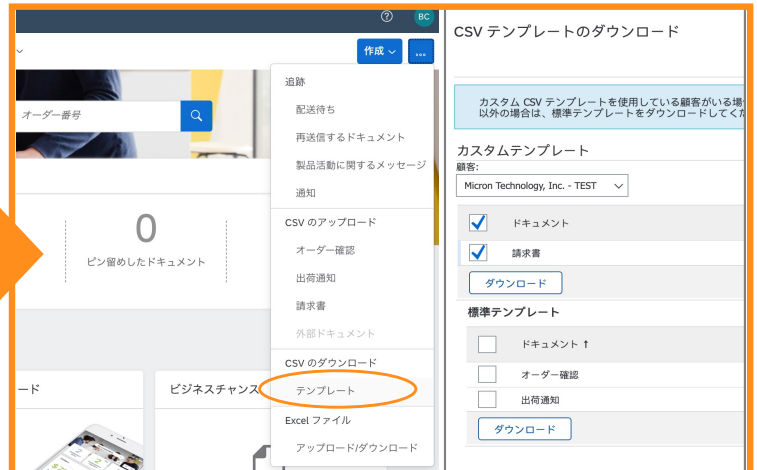 BC
作成
...
オーダー番号
0
ピン留めしたドキュメント
ード
ビジネスチャンス
追跡
配送待ち
再送信するドキュメント
製品活動に関するメッセージ
通知
CSV のアップロード
オーダー確認
出荷通知
請求書
外部ドキュメント
CSV のダウンロード
テンプレート
Excel ファイル
アップロード/ダウンロード
CSV テンプレートのダウンロード
カスタム CSV テンプレートを使用している顧客がいる場
以外の場合は、標準テンプレートをダウンロードしてくだ
カスタムテンプレート
顧客:
Micron Technology, Inc. - TEST
ドキュメント
請求書
ダウンロード
標準テンプレート
ドキュメント ↑
オーダー確認
出荷通知
ダウンロード